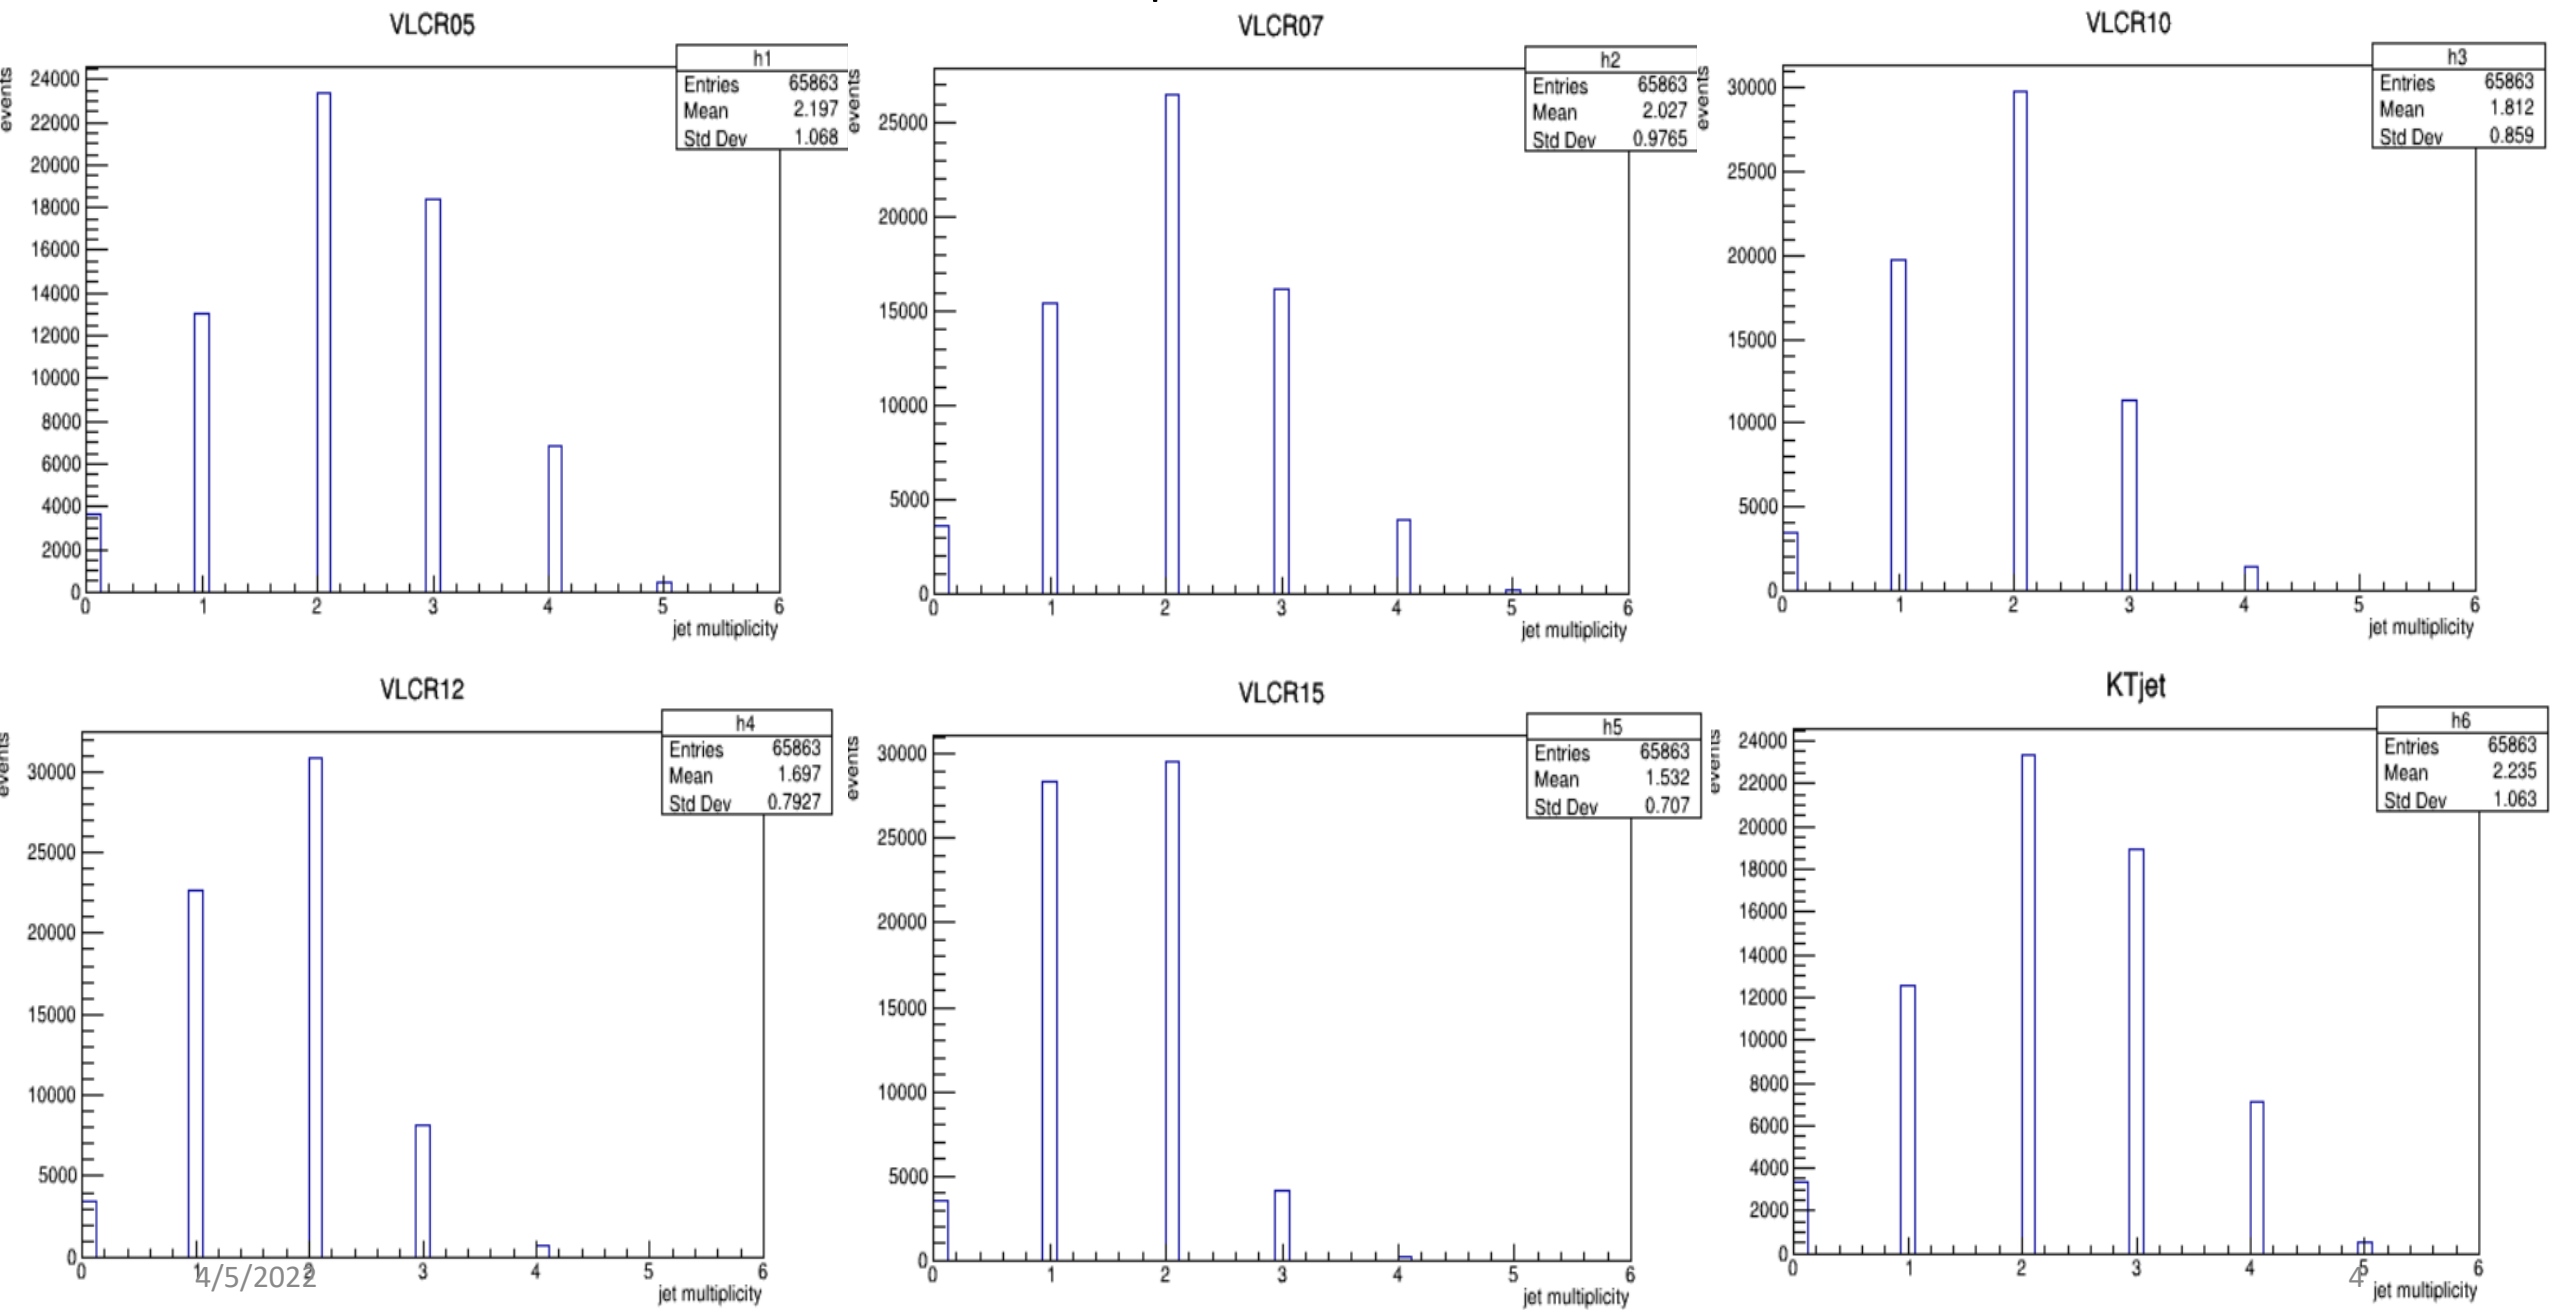 VLCR05
h1
Entries 65863
Mean 2.197
Std Dev 1.068
events
24000
22000
20000
18000
16000
14000
12000
10000
8000
6000
4000
2000
0
0 1 2 3 4 5 6
jet multiplicity
VLCR07
h2
Entries 65863
Mean 2.027
Std Dev 0.9765
events
25000
20000
15000
10000
5000
0
0 1 2 3 4 5 6
jet multiplicity
VLCR10
h3
Entries 65863
Mean 1.812
Std Dev 0.859
events
30000
25000
20000
15000
10000
5000
0
0 1 2 3 4 5 6
jet multiplicity
VLCR12
h4
Entries 65863
Mean 1.697
Std Dev 0.7927
events
30000
25000
20000
15000
10000
5000
0
0 1 2 3 4 5 6
jet multiplicity
4/5/2022
VLCR15
h5
Entries 65863
Mean 1.532
Std Dev 0.707
events
30000
25000
20000
15000
10000
5000
0
0 1 2 3 4 5 6
jet multiplicity
KTjet
h6
Entries 65863
Mean 2.235
Std Dev 1.063
events
24000
22000
20000
18000
16000
14000
12000
10000
8000
6000
4000
2000
0
0 1 2 3 4 5 6
jet multiplicity
4